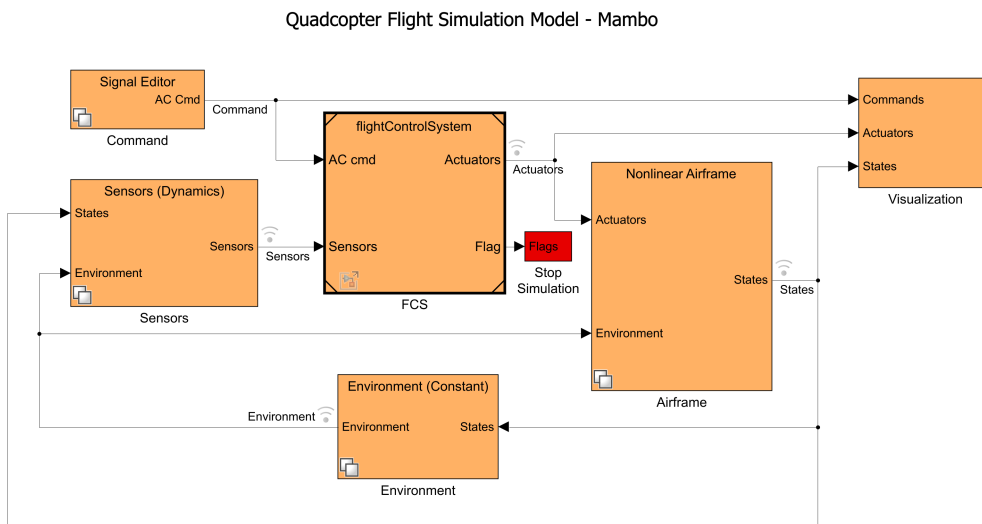 Quadcopter Flight Simulation Model - Mambo
Signal Editor
AC Cmd
Command
Command
flightControlSystem
AC cmd
Actuators
Sensors
Flag
FCS
Actuators
Commands
Actuators
States
Visualization
Sensors (Dynamics)
States
Sensors
Environment
Sensors
Sensors
Flags
Stop
Simulation
Nonlinear Airframe
Actuators
States
Environment
Airframe
States
Environment (Constant)
Environment
Environment
States
Environment